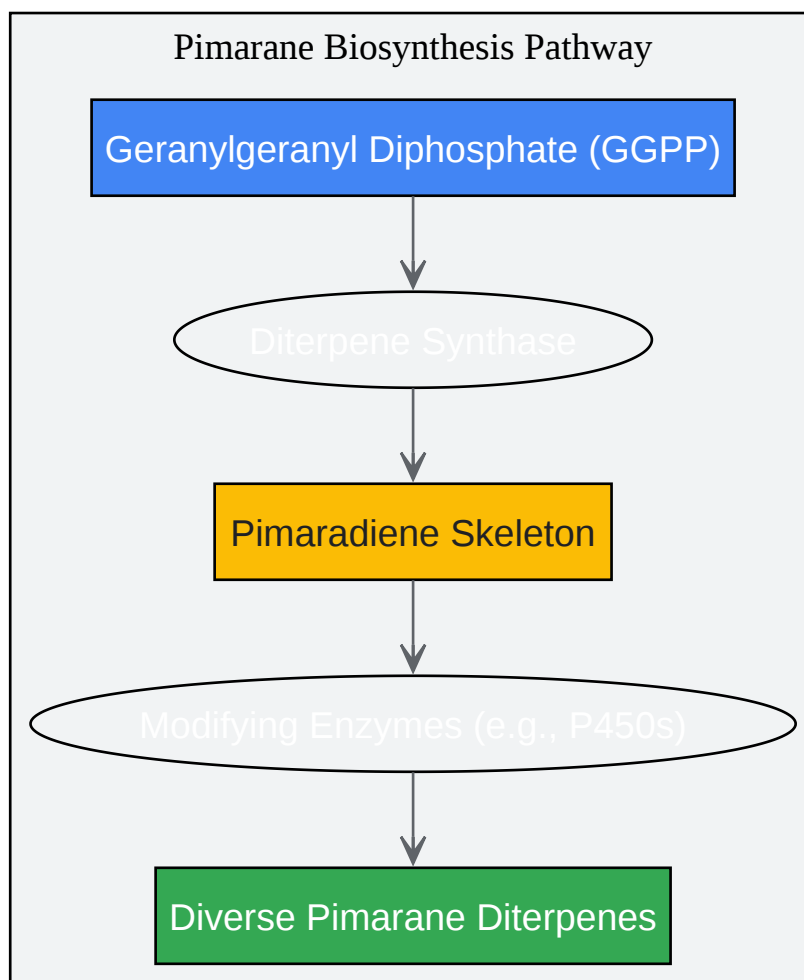 Pimarane Biosynthesis Pathway
Geranylgeranyl Diphosphate (GGPP)
Diterpene Synthase
Pimaradiene Skeleton
Modifying Enzymes (e.g., P450s)
Diverse Pimarane Diterpenes